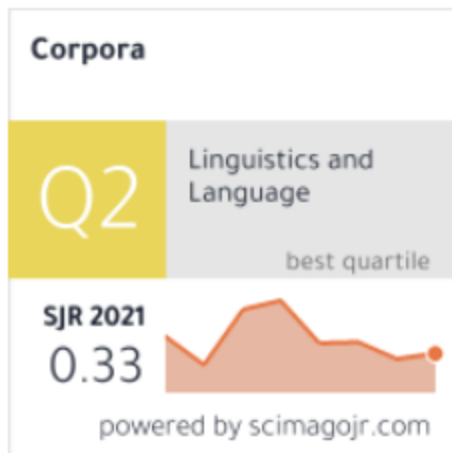 Corpora
Q2
Linguistics and
Language
best quartile
SJR 2021
0.33
powered by scimagojr.com